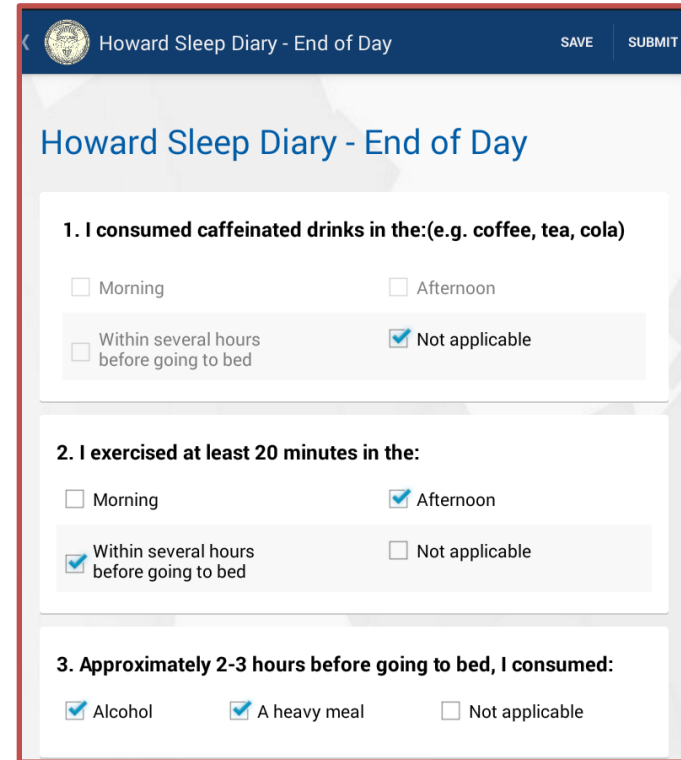 Howard Sleep Diary - End of Day
SAVE
SUBMIT
Howard Sleep Diary - End of Day
1. I consumed caffeinated drinks in the:(e.g. coffee, tea, cola)
Morning
Afternoon
Within several hours
before going to bed
Not applicable
2. I exercised at least 20 minutes in the:
Morning
Afternoon
Within several hours
before going to bed
Not applicable
3. Approximately 2-3 hours before going to bed, I consumed:
Alcohol
A heavy meal
Not applicable